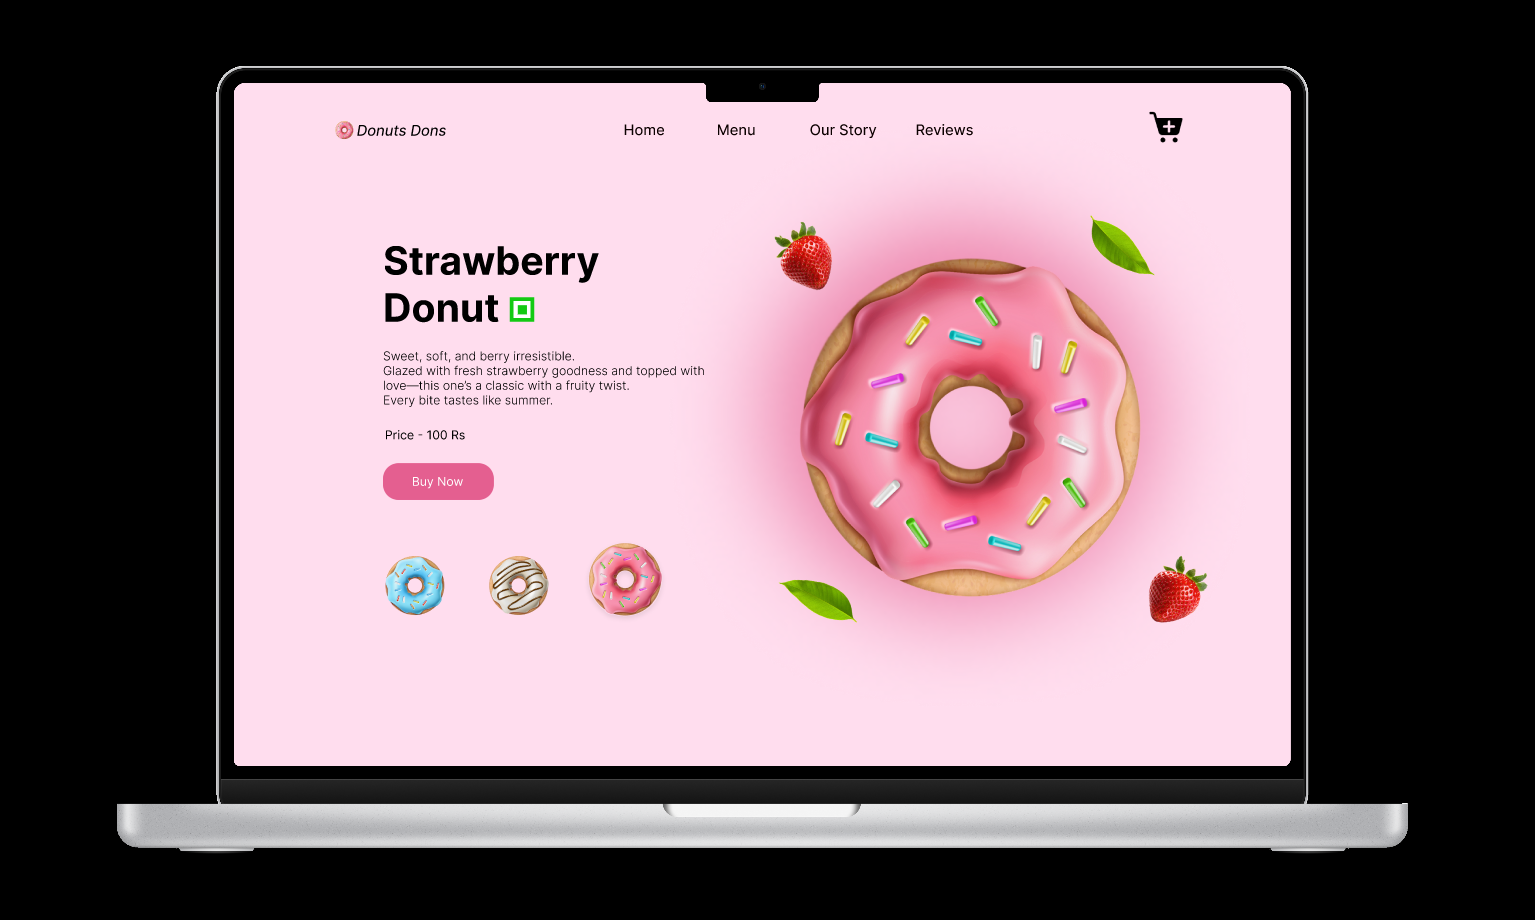 Donuts Dons
Home
Menu
Our Story
Reviews
Strawberry
Donut
Sweet, soft, and berry irresistible.
Glazed with fresh strawberry goodness and topped with
love—this one's a classic with a fruity twist.
Every bite tastes like summer.
Price - 100 Rs
Buy Now